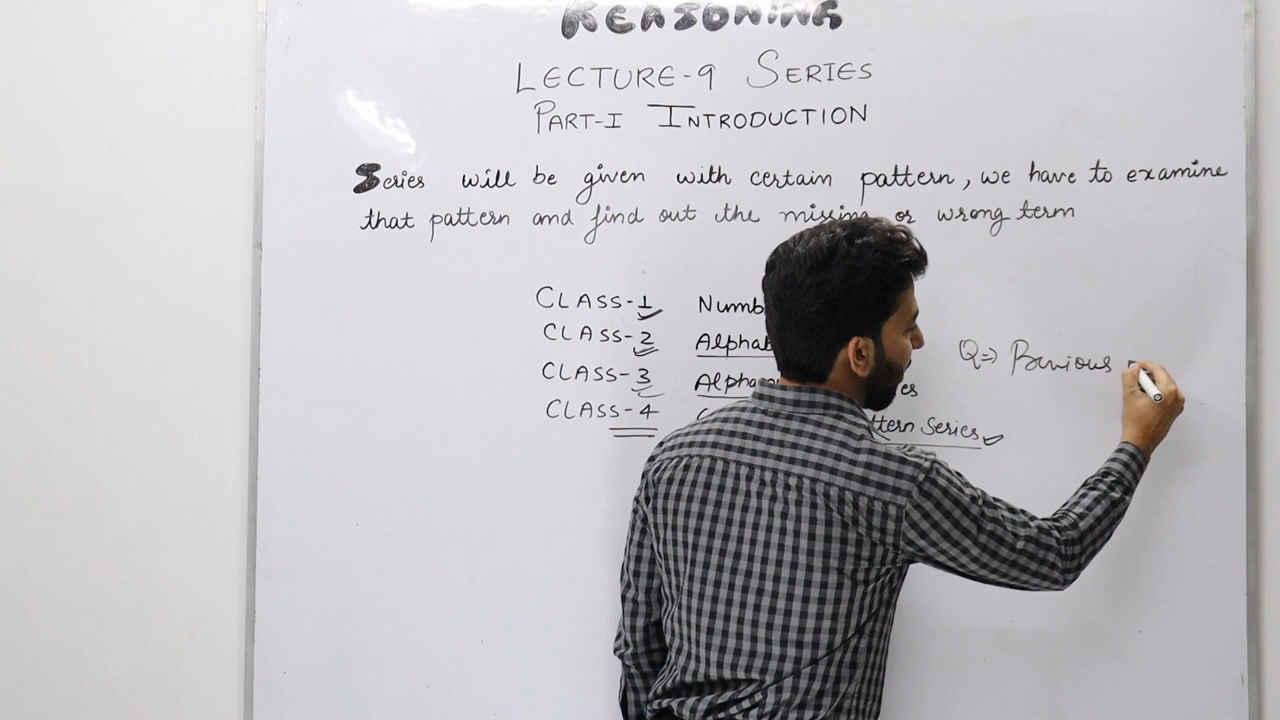 REASONING
LECTURE-9 SERIES
PART-I INTRODUCTION
Series will be given with certain pattern, we have to examine
that pattern and find out the missing or wrong term
CLASS-1 Numb
CLASS-2 Alphab
CLASS-3 Alpha es
CLASS-4 C ttern Series
Q⇒